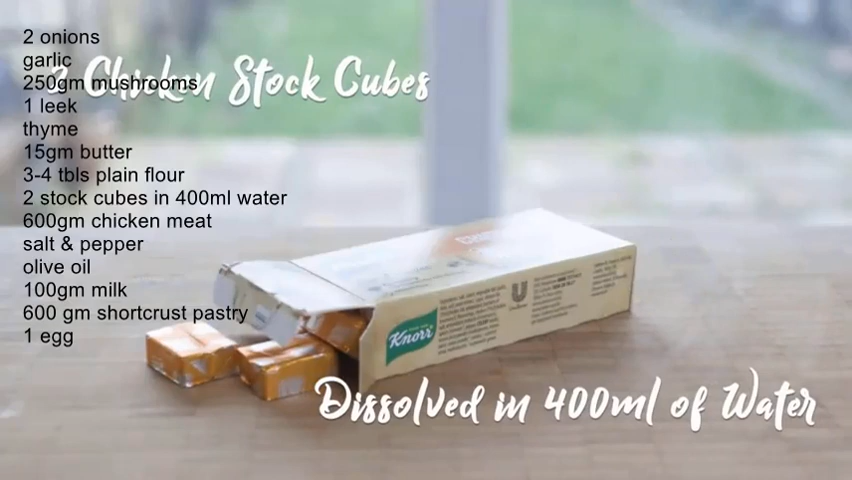 2 onions
garlic
2 Chicken Stock Cubes
250gm mushrooms
1 leek
thyme
15gm butter
3-4 tbls plain flour
2 stock cubes in 400ml water
600gm chicken meat
salt & pepper
olive oil
100gm milk
600 gm shortcrust pastry
1 egg
Knorr
Dissolved in 400ml of Water